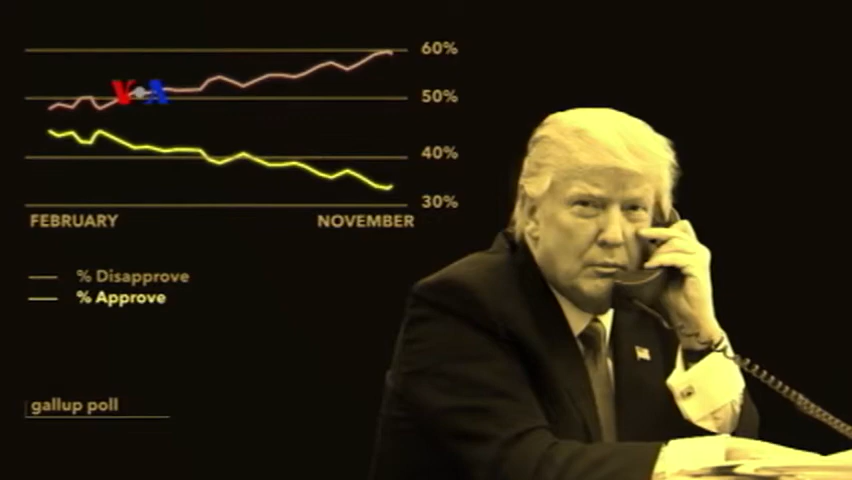 60%
VOA
50%
40%
30%
FEBRUARY NOVEMBER
% Disapprove
% Approve
gallup poll